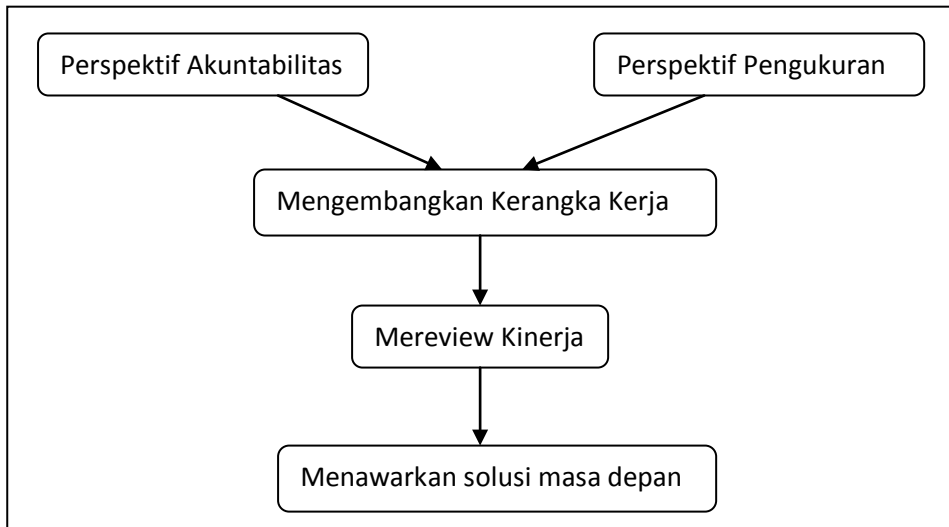 Perspektif Akuntabilitas
Perspektif Pengukuran
Mengembangkan Kerangka Kerja
Mereview Kinerja
Menawarkan solusi masa depan